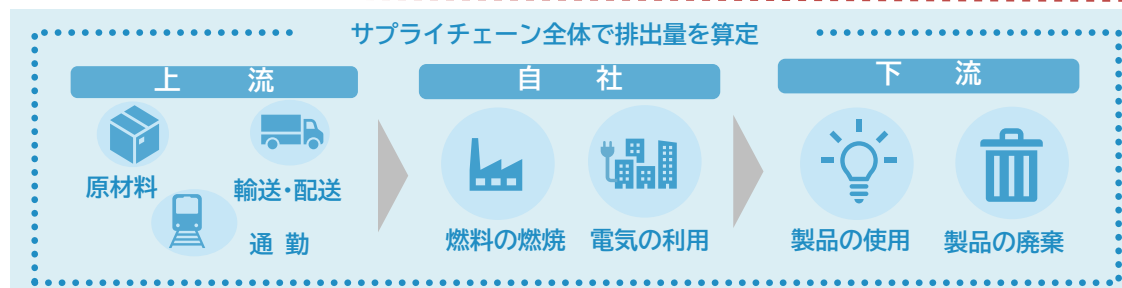 サプライチェーン全体で排出量を算定
上流
自社
下流
原材料
輸送・配送
通勤
燃料の燃焼
電気の利用
製品の使用
製品の廃棄